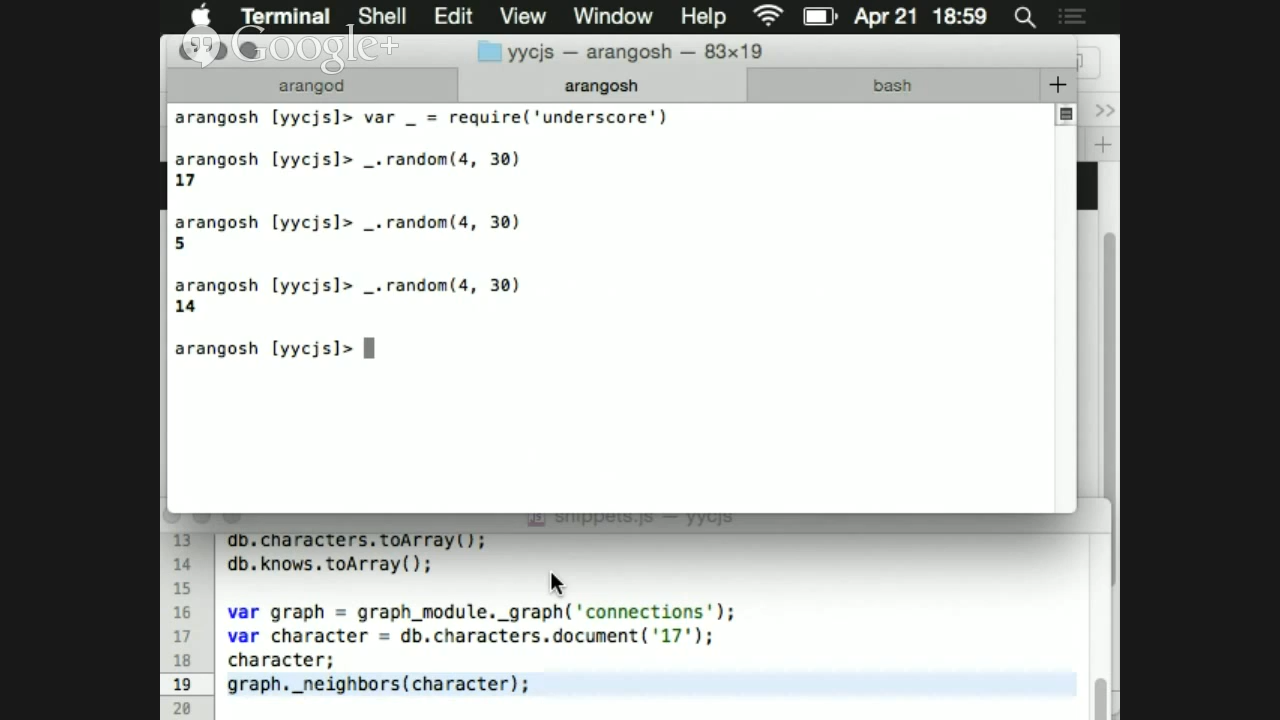 Terminal Shell Edit View Window Help Apr 21 18:59
Google+
yycjs — arangosh — 83×19
arangod arangosh bash +
arangosh [yycjs]> var _ = require('underscore')
arangosh [yycjs]> _.random(4, 30)
17
arangosh [yycjs]> _.random(4, 30)
5
arangosh [yycjs]> _.random(4, 30)
14
arangosh [yycjs]>
snippets.js — yycjs
13 db.characters.toArray();
14 db.knows.toArray();
15
16 var graph = graph_module._graph('connections');
17 var character = db.characters.document('17');
18 character;
19 graph._neighbors(character);
20